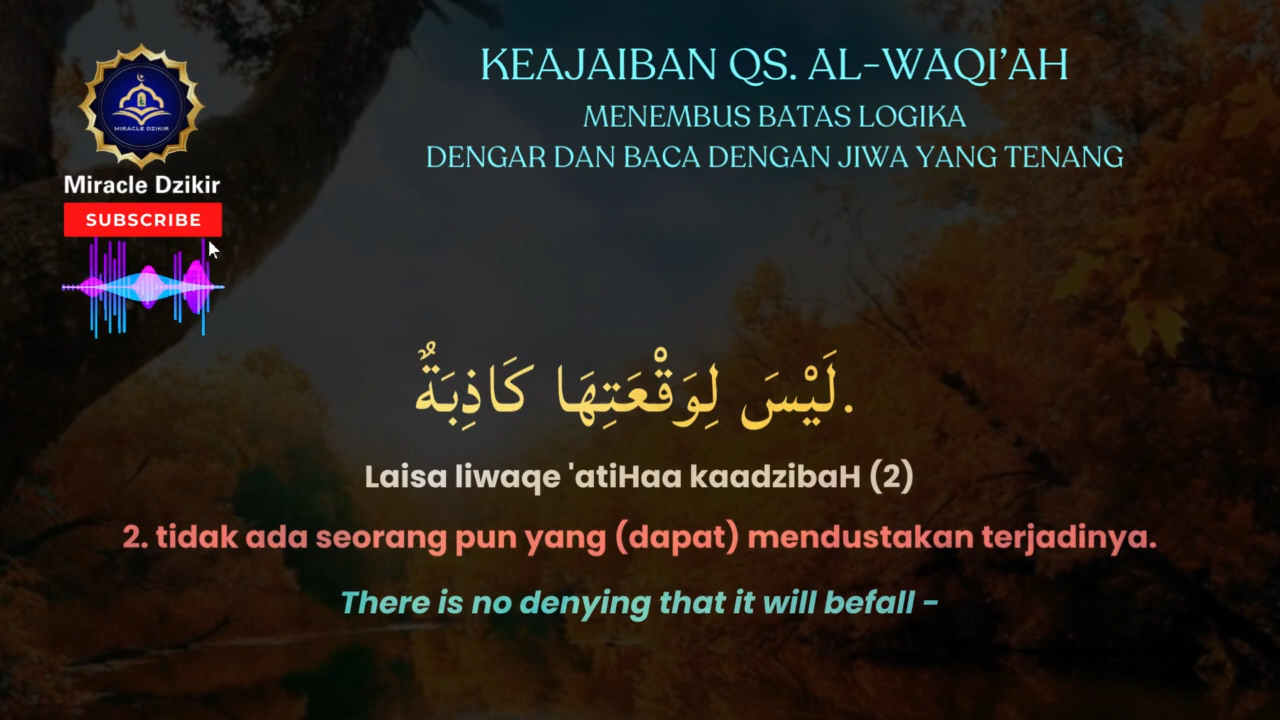 KEAJAIBAN QS. AL-WAQI'AH
MENEMBUS BATAS LOGIKA
DENGAR DAN BACA DENGAN JIWA YANG TENANG
MIRACLE DZIKIR
Miracle Dzikir
SUBSCRIBE
لَيْسَ لِوَقْعَتِهَا كَاذِبَةٌ.
Laisa liwaqe 'atiHaa kaadzibaH (2)
2. tidak ada seorang pun yang (dapat) mendustakan terjadinya.
There is no denying that it will befall -